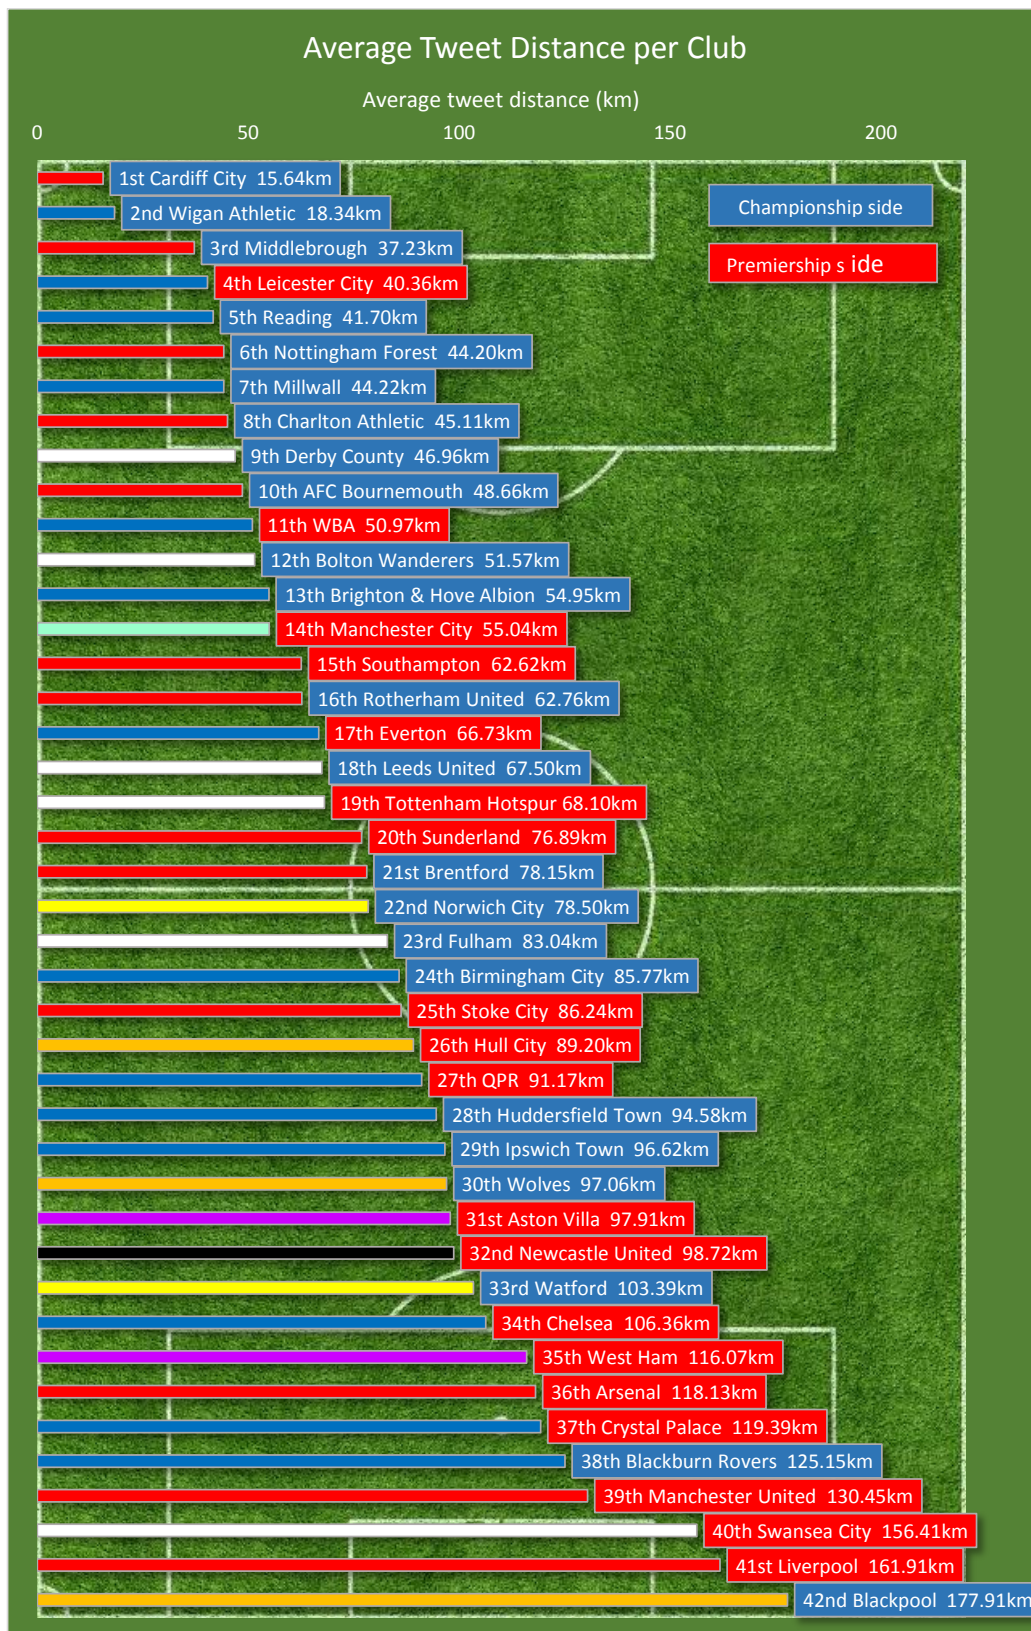 Average Tweet Distance per Club
Average tweet distance (km)
0 50 100 150 200
Championship side
Premiership s ide
1st Cardiff City 15.64km
2nd Wigan Athletic 18.34km
3rd Middlebrough 37.23km
4th Leicester City 40.36km
5th Reading 41.70km
6th Nottingham Forest 44.20km
7th Millwall 44.22km
8th Charlton Athletic 45.11km
9th Derby County 46.96km
10th AFC Bournemouth 48.66km
11th WBA 50.97km
12th Bolton Wanderers 51.57km
13th Brighton & Hove Albion 54.95km
14th Manchester City 55.04km
15th Southampton 62.62km
16th Rotherham United 62.76km
17th Everton 66.73km
18th Leeds United 67.50km
19th Tottenham Hotspur 68.10km
20th Sunderland 76.89km
21st Brentford 78.15km
22nd Norwich City 78.50km
23rd Fulham 83.04km
24th Birmingham City 85.77km
25th Stoke City 86.24km
26th Hull City 89.20km
27th QPR 91.17km
28th Huddersfield Town 94.58km
29th Ipswich Town 96.62km
30th Wolves 97.06km
31st Aston Villa 97.91km
32nd Newcastle United 98.72km
33rd Watford 103.39km
34th Chelsea 106.36km
35th West Ham 116.07km
36th Arsenal 118.13km
37th Crystal Palace 119.39km
38th Blackburn Rovers 125.15km
39th Manchester United 130.45km
40th Swansea City 156.41km
41st Liverpool 161.91km
42nd Blackpool 177.91km